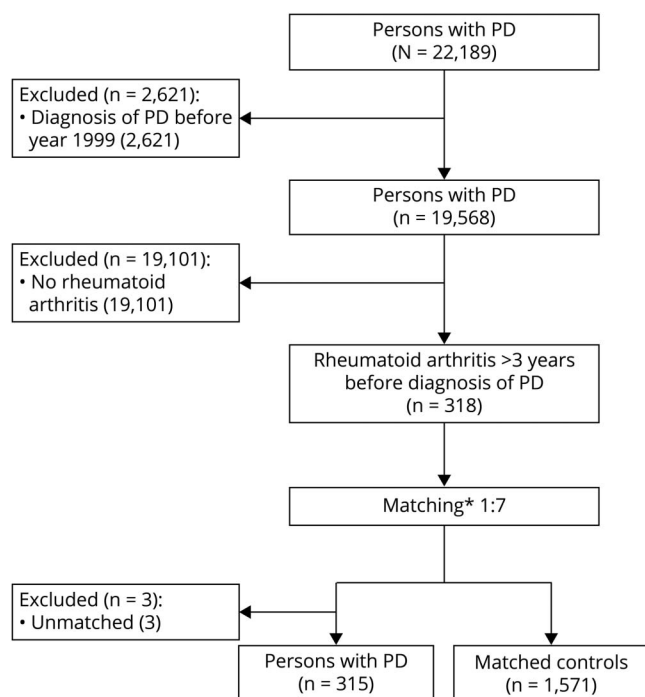 Persons with PD
(N = 22,189)
Excluded (n = 2,621):
• Diagnosis of PD before
year 1999 (2,621)
Persons with PD
(n = 19,568)
Excluded (n = 19,101):
• No rheumatoid
arthritis (19,101)
Rheumatoid arthritis >3 years
before diagnosis of PD
(n = 318)
Matching* 1:7
Excluded (n = 3):
• Unmatched (3)
Persons with PD
(n = 315)
Matched controls
(n = 1,571)